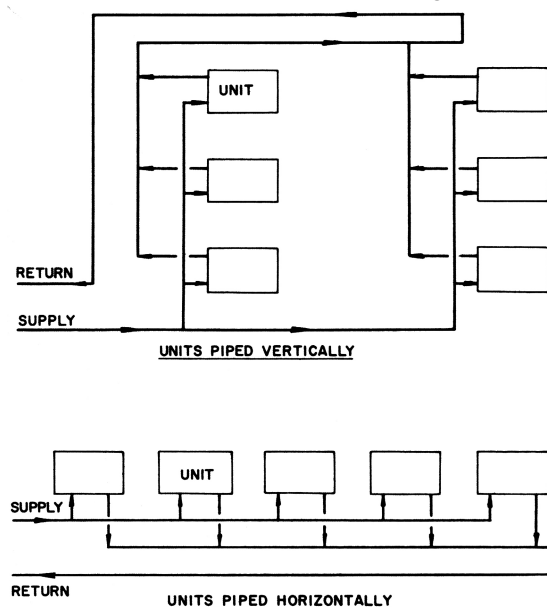 UNIT
RETURN
SUPPLY
UNITS PIPED VERTICALLY
UNIT
SUPPLY
RETURN
UNITS PIPED HORIZONTALLY